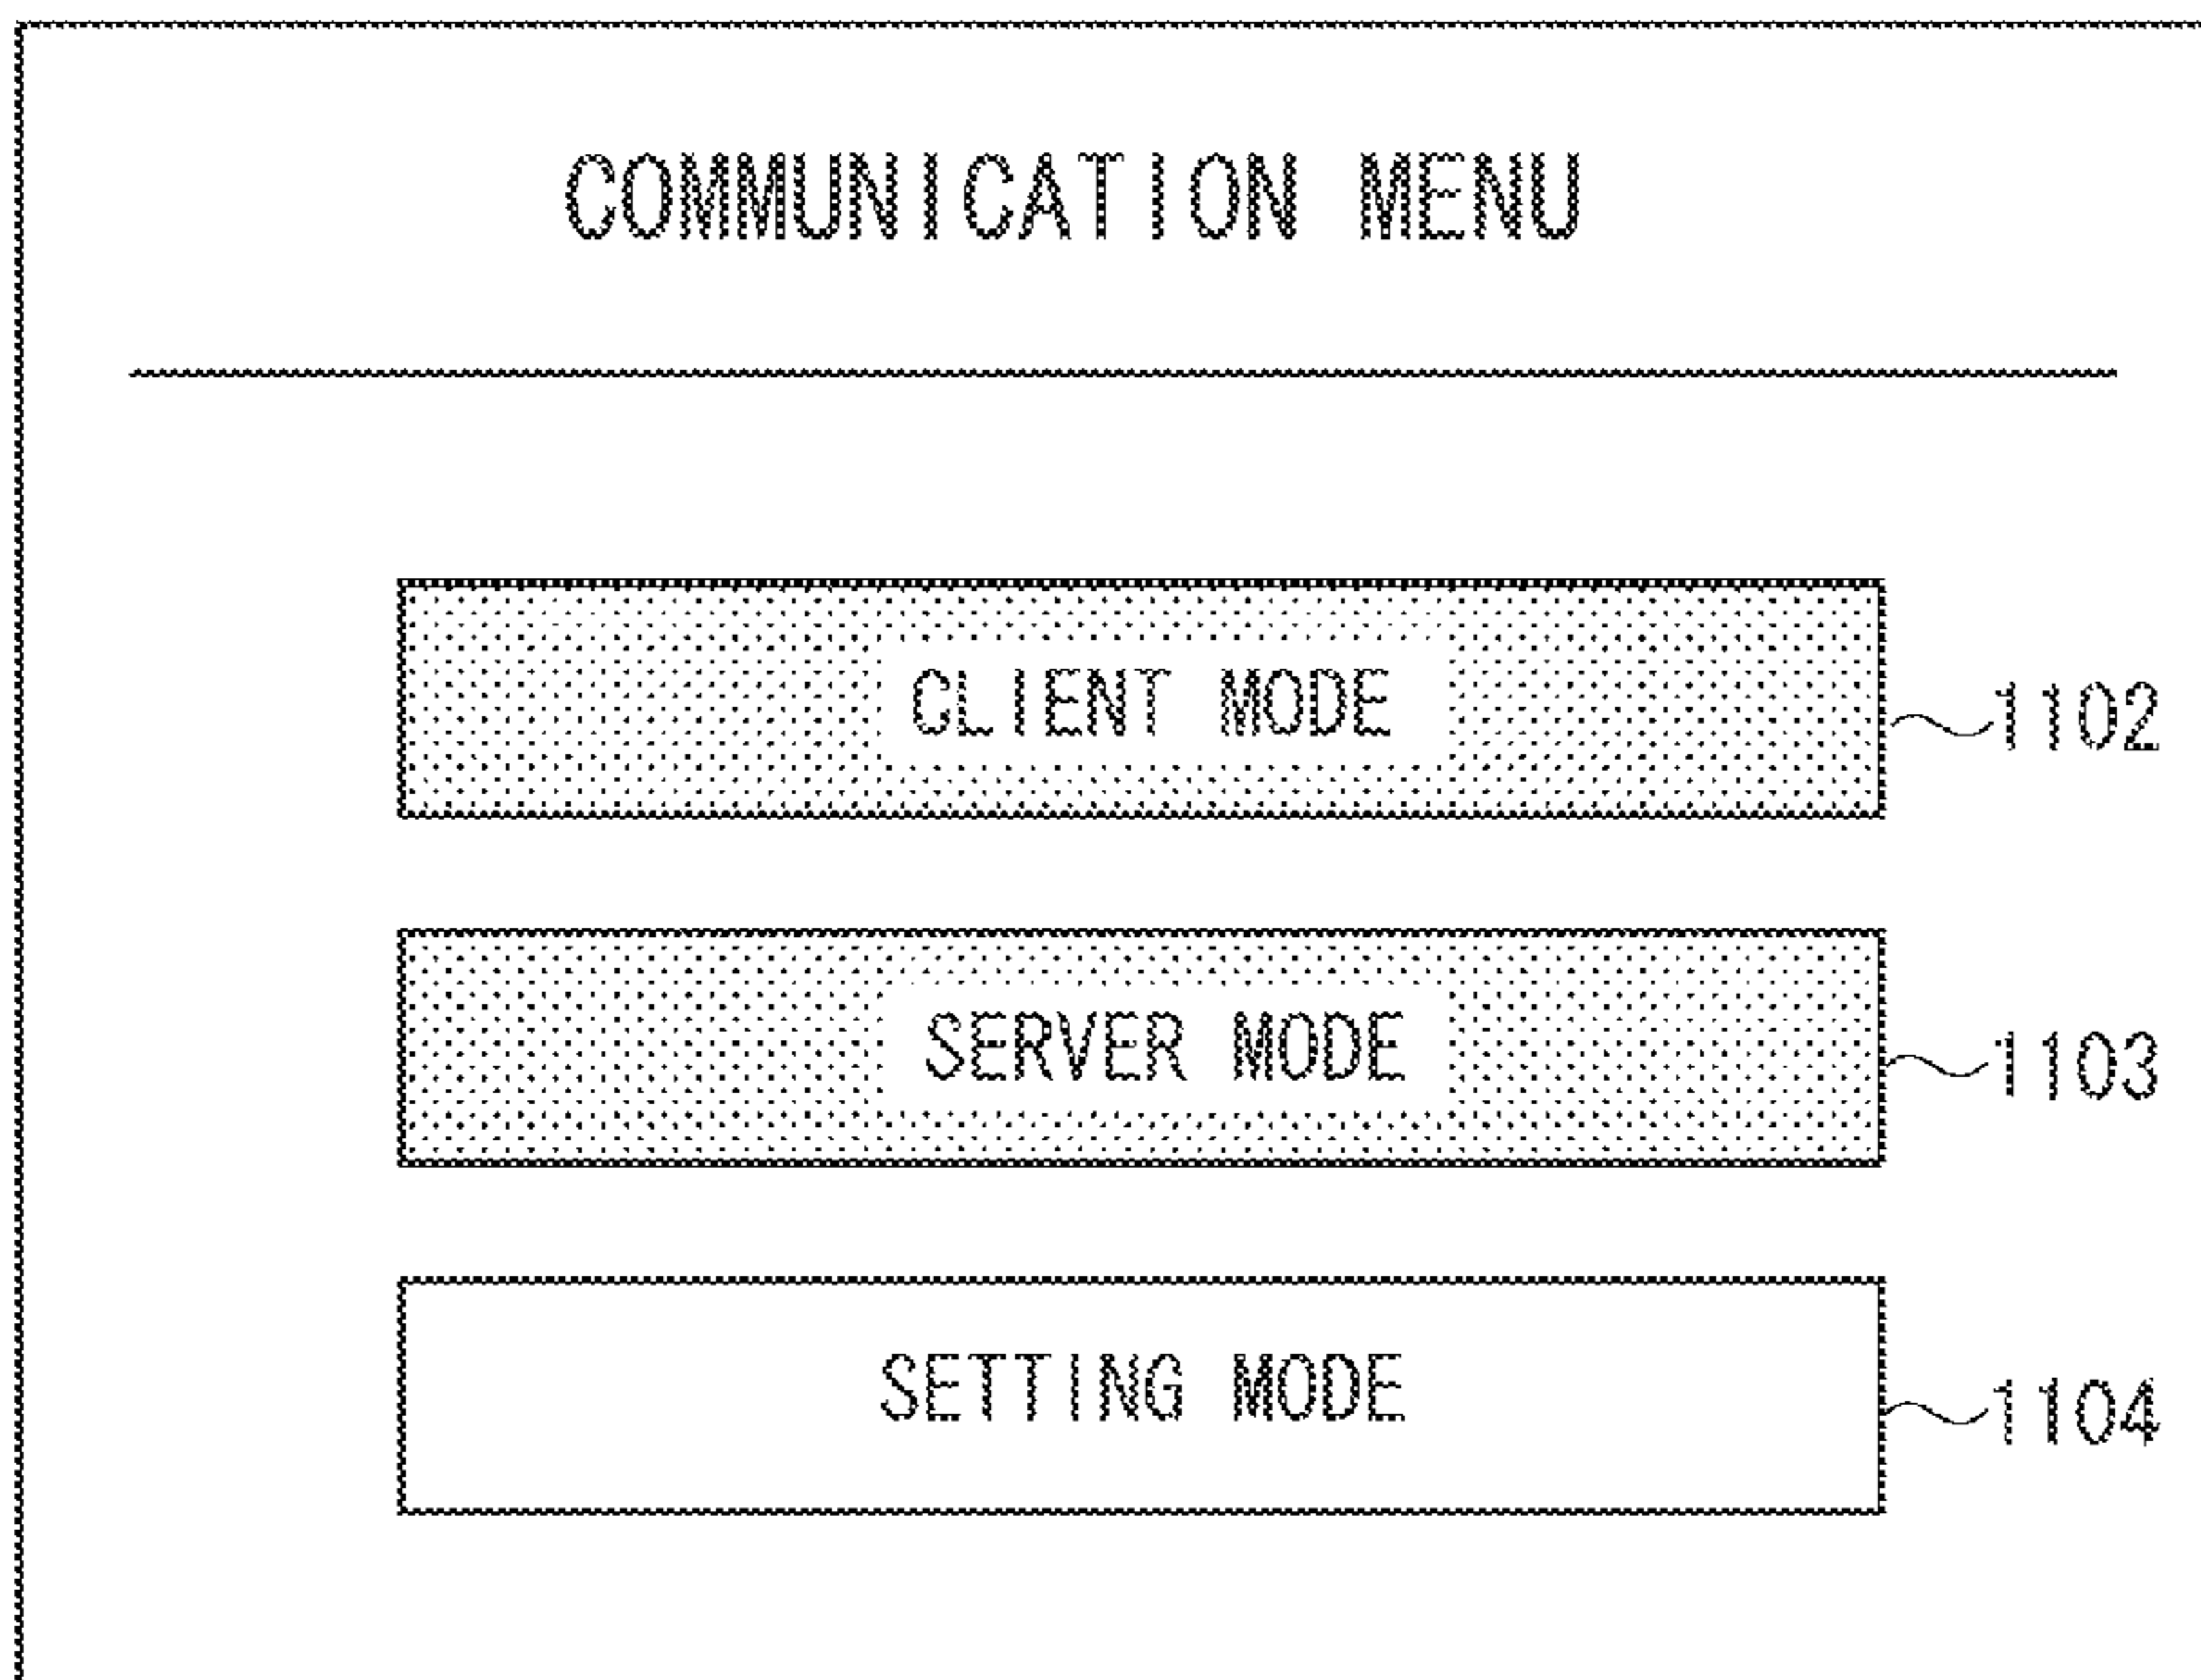 COMMUNICATION MENU
CLIENT MODE
1102
SERVER MODE
1103
SETTING MODE
1104